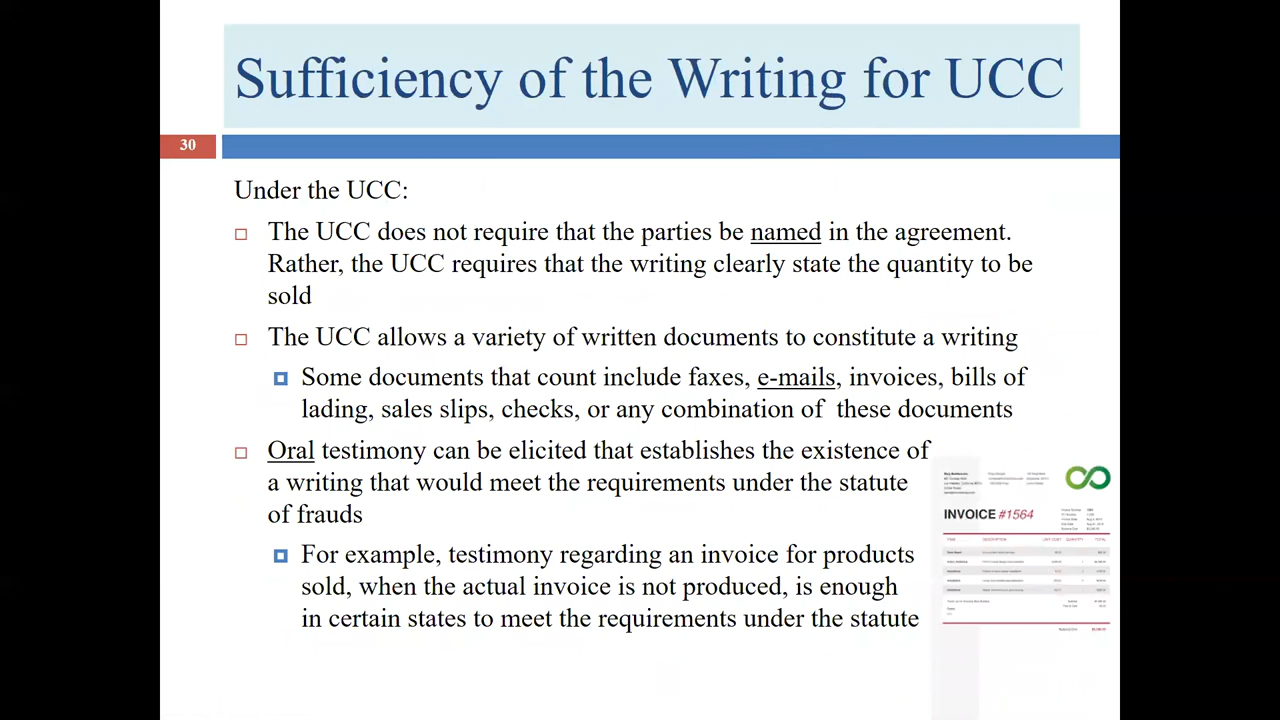 Sufficiency of the Writing for UCC
30
Under the UCC:
The UCC does not require that the parties be named in the agreement.
Rather, the UCC requires that the writing clearly state the quantity to be
sold
The UCC allows a variety of written documents to constitute a writing
Some documents that count include faxes, e-mails, invoices, bills of
lading, sales slips, checks, or any combination of these documents
Oral testimony can be elicited that establishes the existence of
a writing that would meet the requirements under the statute
of frauds
For example, testimony regarding an invoice for products
sold, when the actual invoice is not produced, is enough
in certain states to meet the requirements under the statute
INVOICE #1564